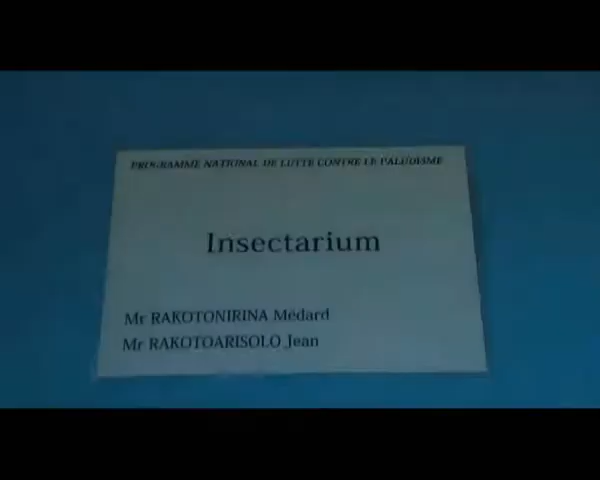 PROGRAMME NATIONAL DE LUTTE CONTRE LE PALUDISME
Insectarium
Mr RAKOTONIRINA Médard
Mr RAKOTOARISOLO Jean